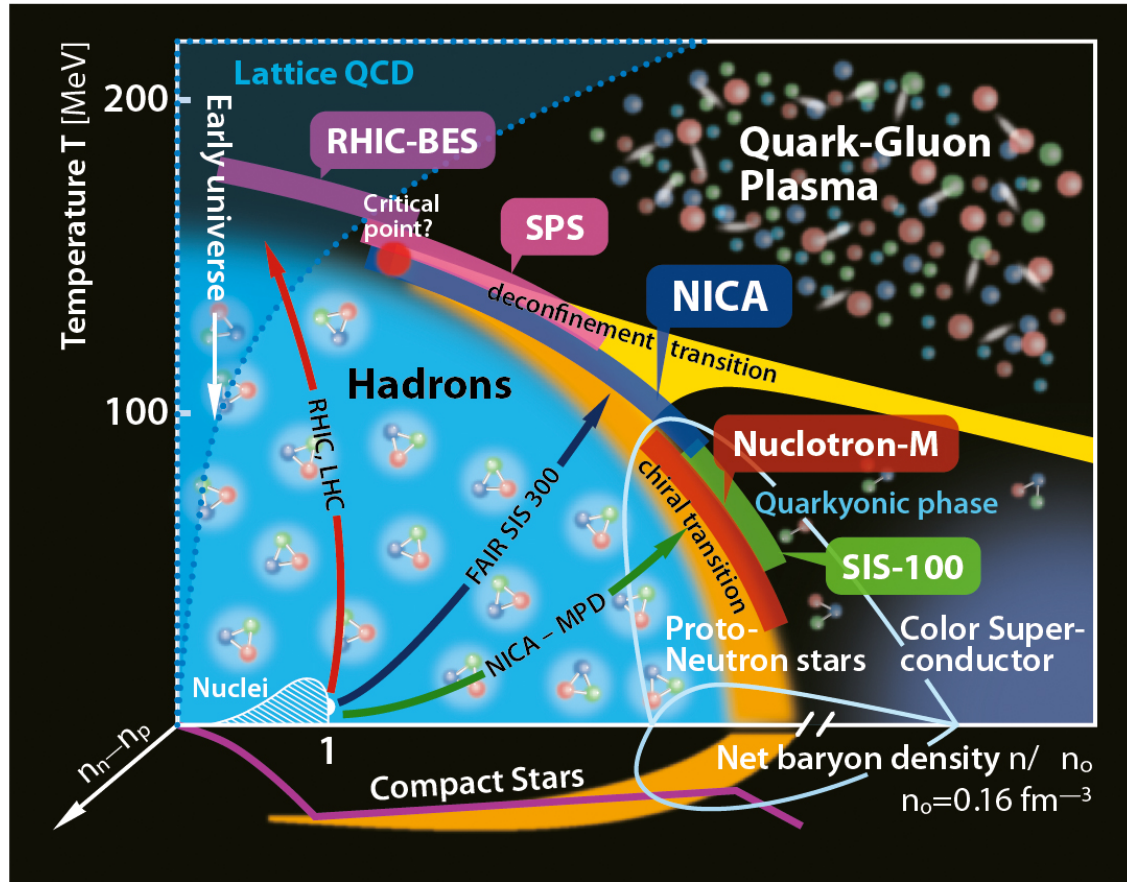 Temperature T [MeV]
200
100
Lattice QCD
Early universe
RHIC-BES
Critical
point?
SPS
Quark-Gluon
Plasma
NICA
deconfinement transition
Hadrons
Nuclotron-M
chiral transition
Quarkyonic phase
SIS-100
RHIC, LHC
FAIR SIS 300
NICA – MPD
Proto-
Neutron stars
Color Super-
conductor
Nuclei
1
nₙ—nₚ
Compact Stars
Net baryon density n/ nₒ
nₒ=0.16 fm⁻³